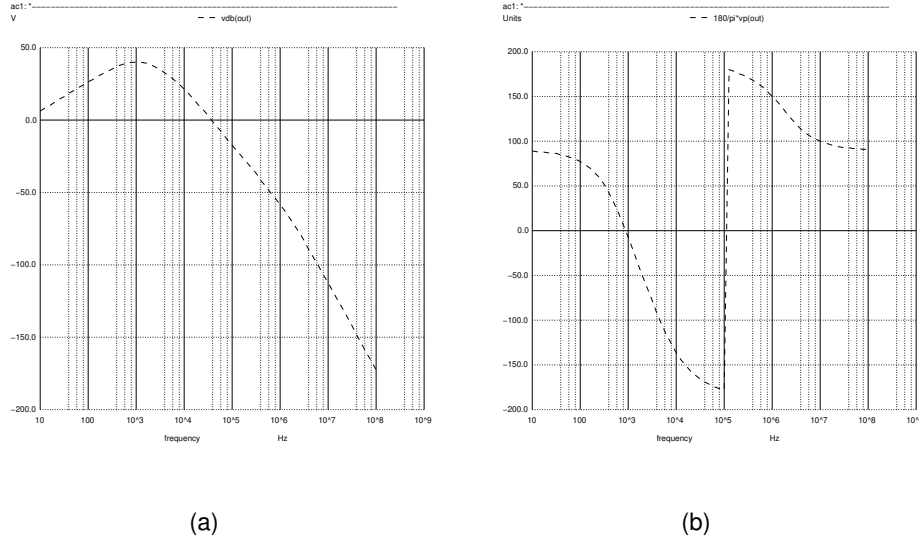 ac1: *
V
vdb(out)
50.0
0.0
−50.0
−100.0
−150.0
−200.0
10
100
10^3
10^4
10^5
10^6
10^7
10^8
10^9
frequency
Hz
(a)
ac1: *
Units
180/pi*vp(out)
200.0
150.0
100.0
50.0
0.0
−50.0
−100.0
−150.0
−200.0
10
100
10^3
10^4
10^5
10^6
10^7
10^8
frequency
Hz
(b)